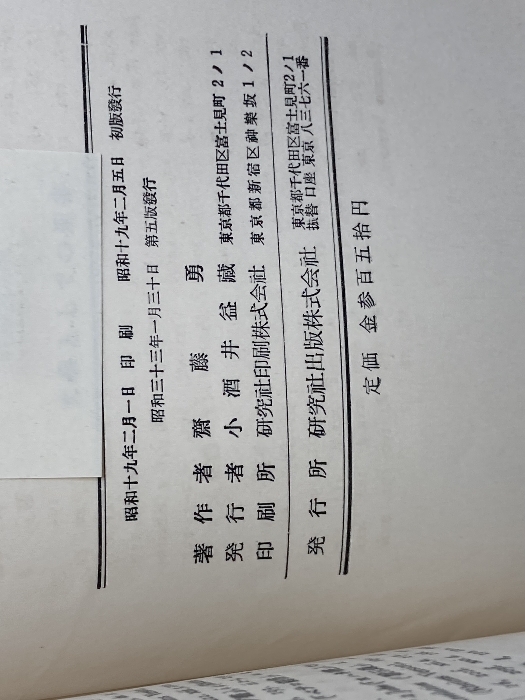 昭和十九年二月一日 印刷 昭和十九年二月五日 初版發行
昭和三十三年一月三十日 第五版發行
著作者 齋藤勇
発行者 小酒井益蔵 東京都千代田区富士見町2ノ1
印刷所 研究社印刷株式会社 東京都新宿区神樂坂1ノ2
発行所 研究社出版株式会社 東京都千代田区富士見町2ノ1
振替口座東京八三七六一番
定価 金参百五拾円